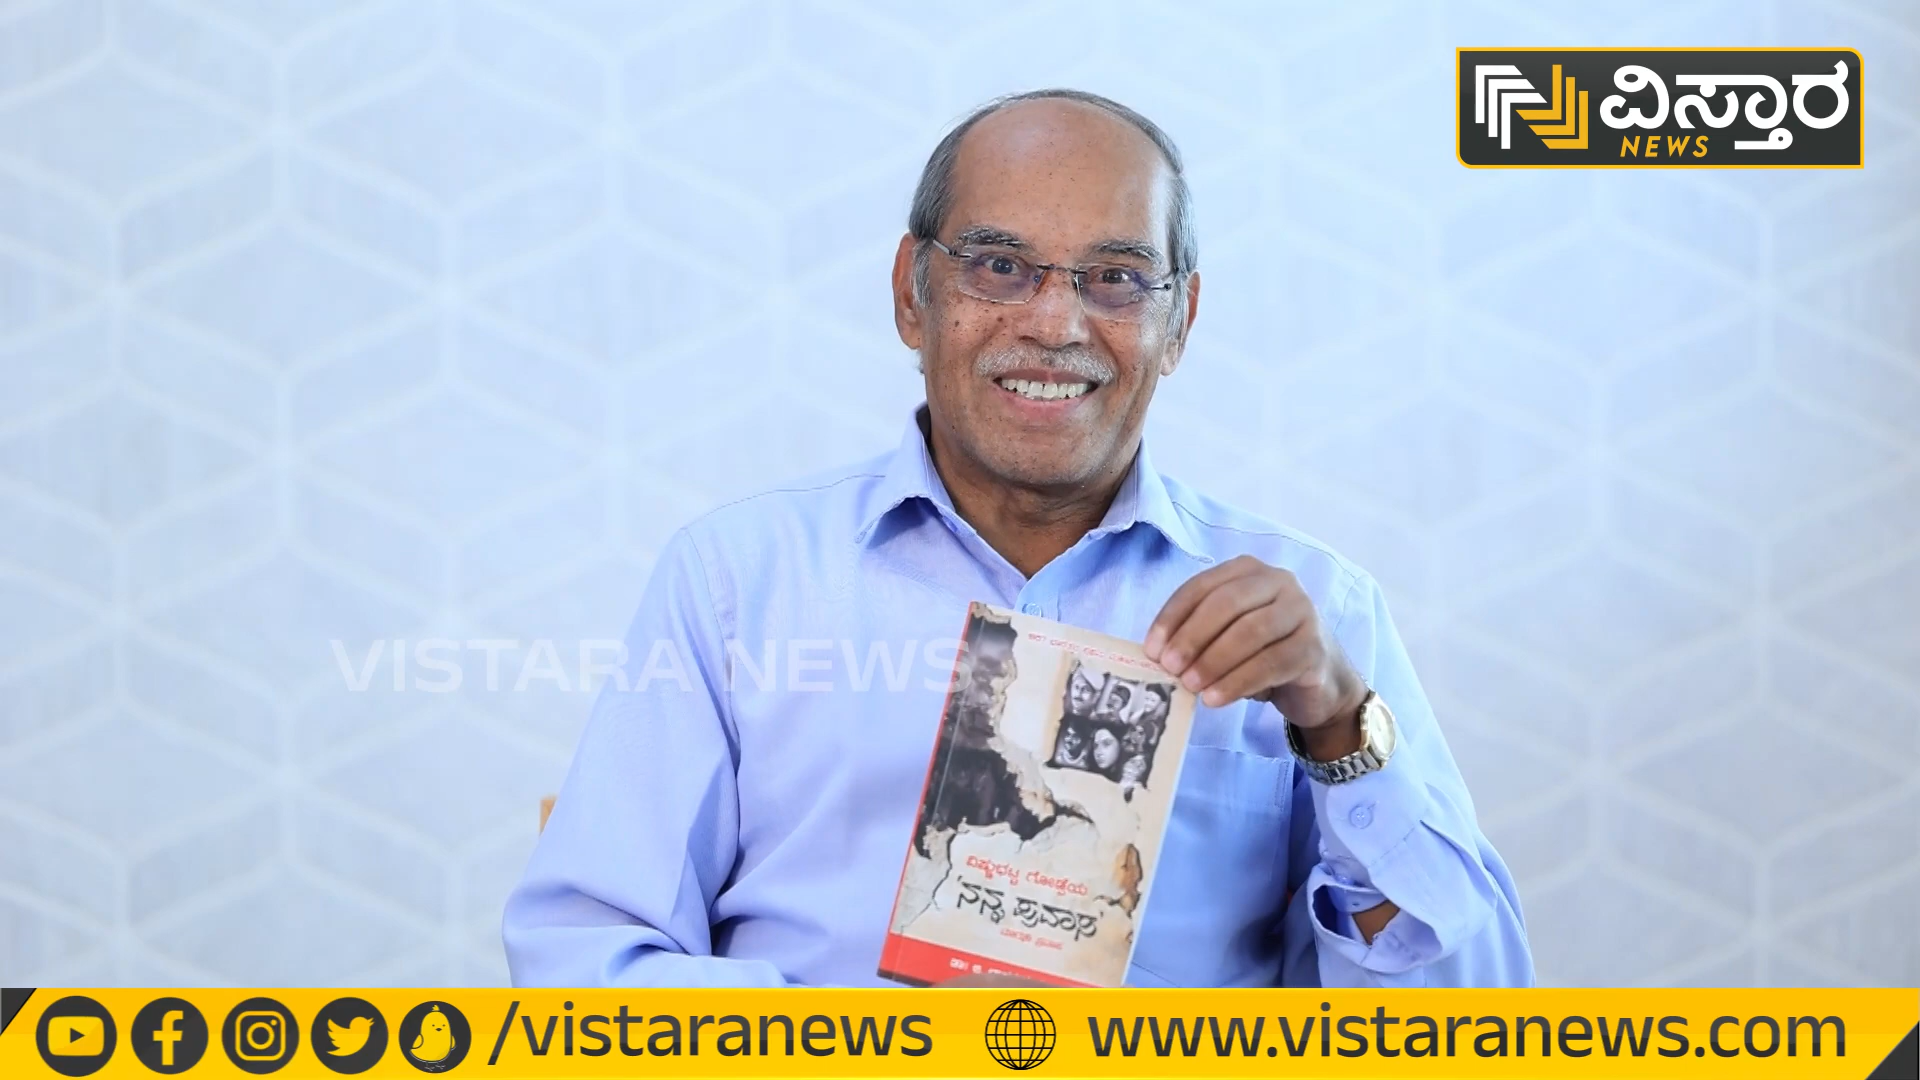 ವಿಸ್ತಾರ
NEWS
VISTARA NEWS
ವಿಷ್ಣುಭಟ್ಟ ಗೋಡ್ಸೆಯ
'ನನ್ನ ಪ್ರವಾಸ'
/vistaranews
www.vistaranews.com